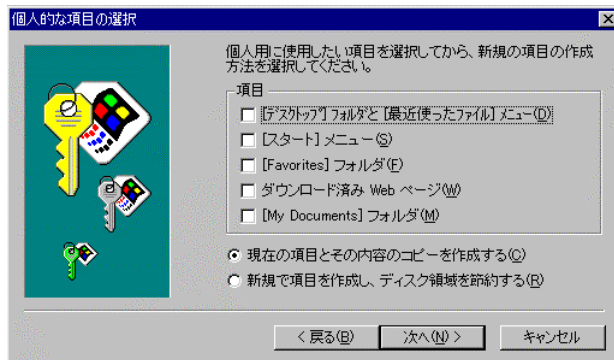 個人的な項目の選択
個人用に使用したい項目を選択してから、新規の項目の作成
方法を選択してください。
項目
[デスクトップ] フォルダと [最近使ったファイル] メニュー(D)
[スタート] メニュー(S)
[Favorites] フォルダ(F)
ダウンロード済み Web ページ(W)
[My Documents] フォルダ(M)
現在の項目とその内容のコピーを作成する(C)
新規で項目を作成し、ディスク領域を節約する(R)
< 戻る(B)
次へ(N) >
キャンセル